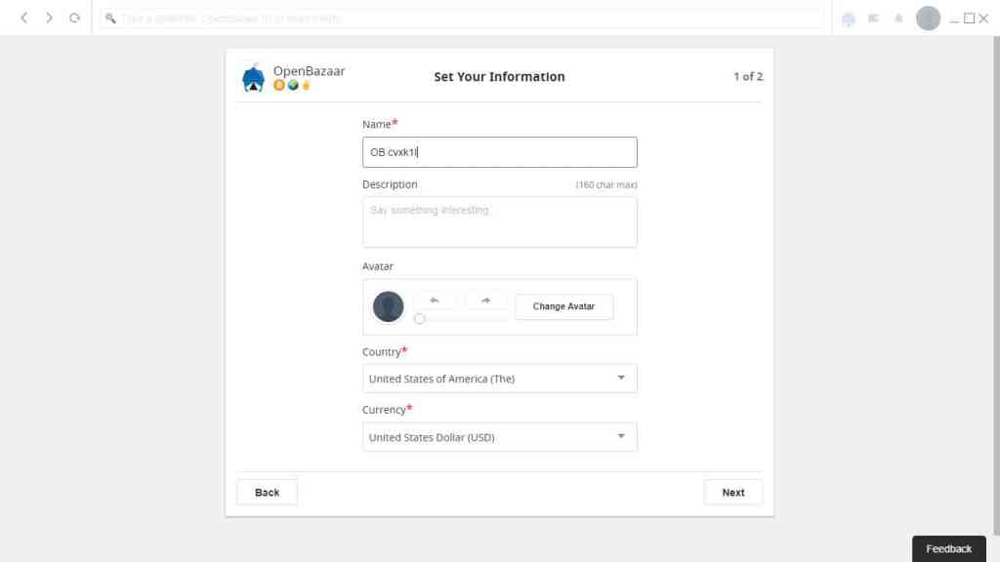 Type a @handle, OpenBazaar ID or search term
OpenBazaar
Set Your Information
1 of 2
Name*
OB cvxk1l
Description
(160 char max)
Say something interesting...
Avatar
Change Avatar
Country*
United States of America (The)
Currency*
United States Dollar (USD)
Back
Next
Feedback